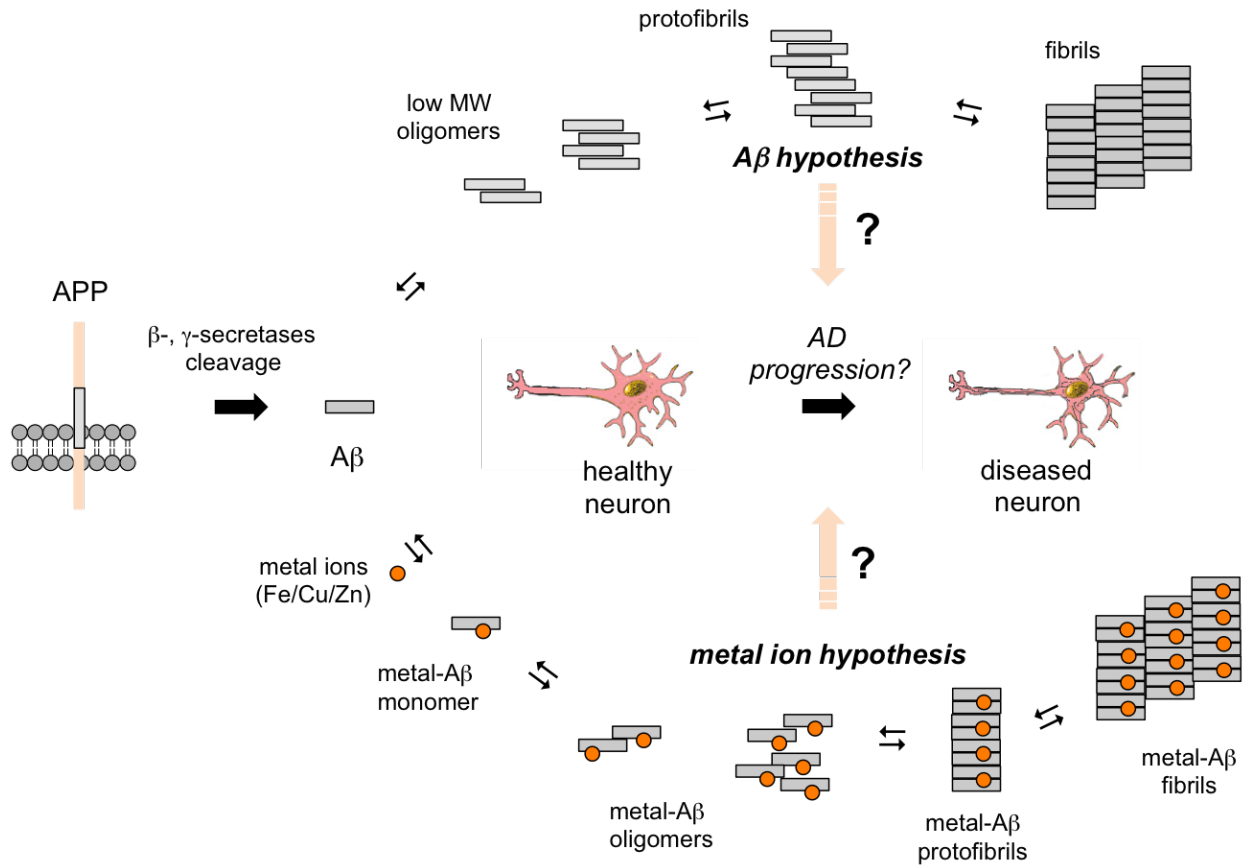 protofibrils
fibrils
low MW
oligomers
Aβ hypothesis
?
APP
β-, γ-secretases
cleavage
AD
progression?
Aβ
healthy
neuron
diseased
neuron
metal ions
(Fe/Cu/Zn)
?
metal ion hypothesis
metal-Aβ
monomer
metal-Aβ
oligomers
metal-Aβ
protofibrils
metal-Aβ
fibrils